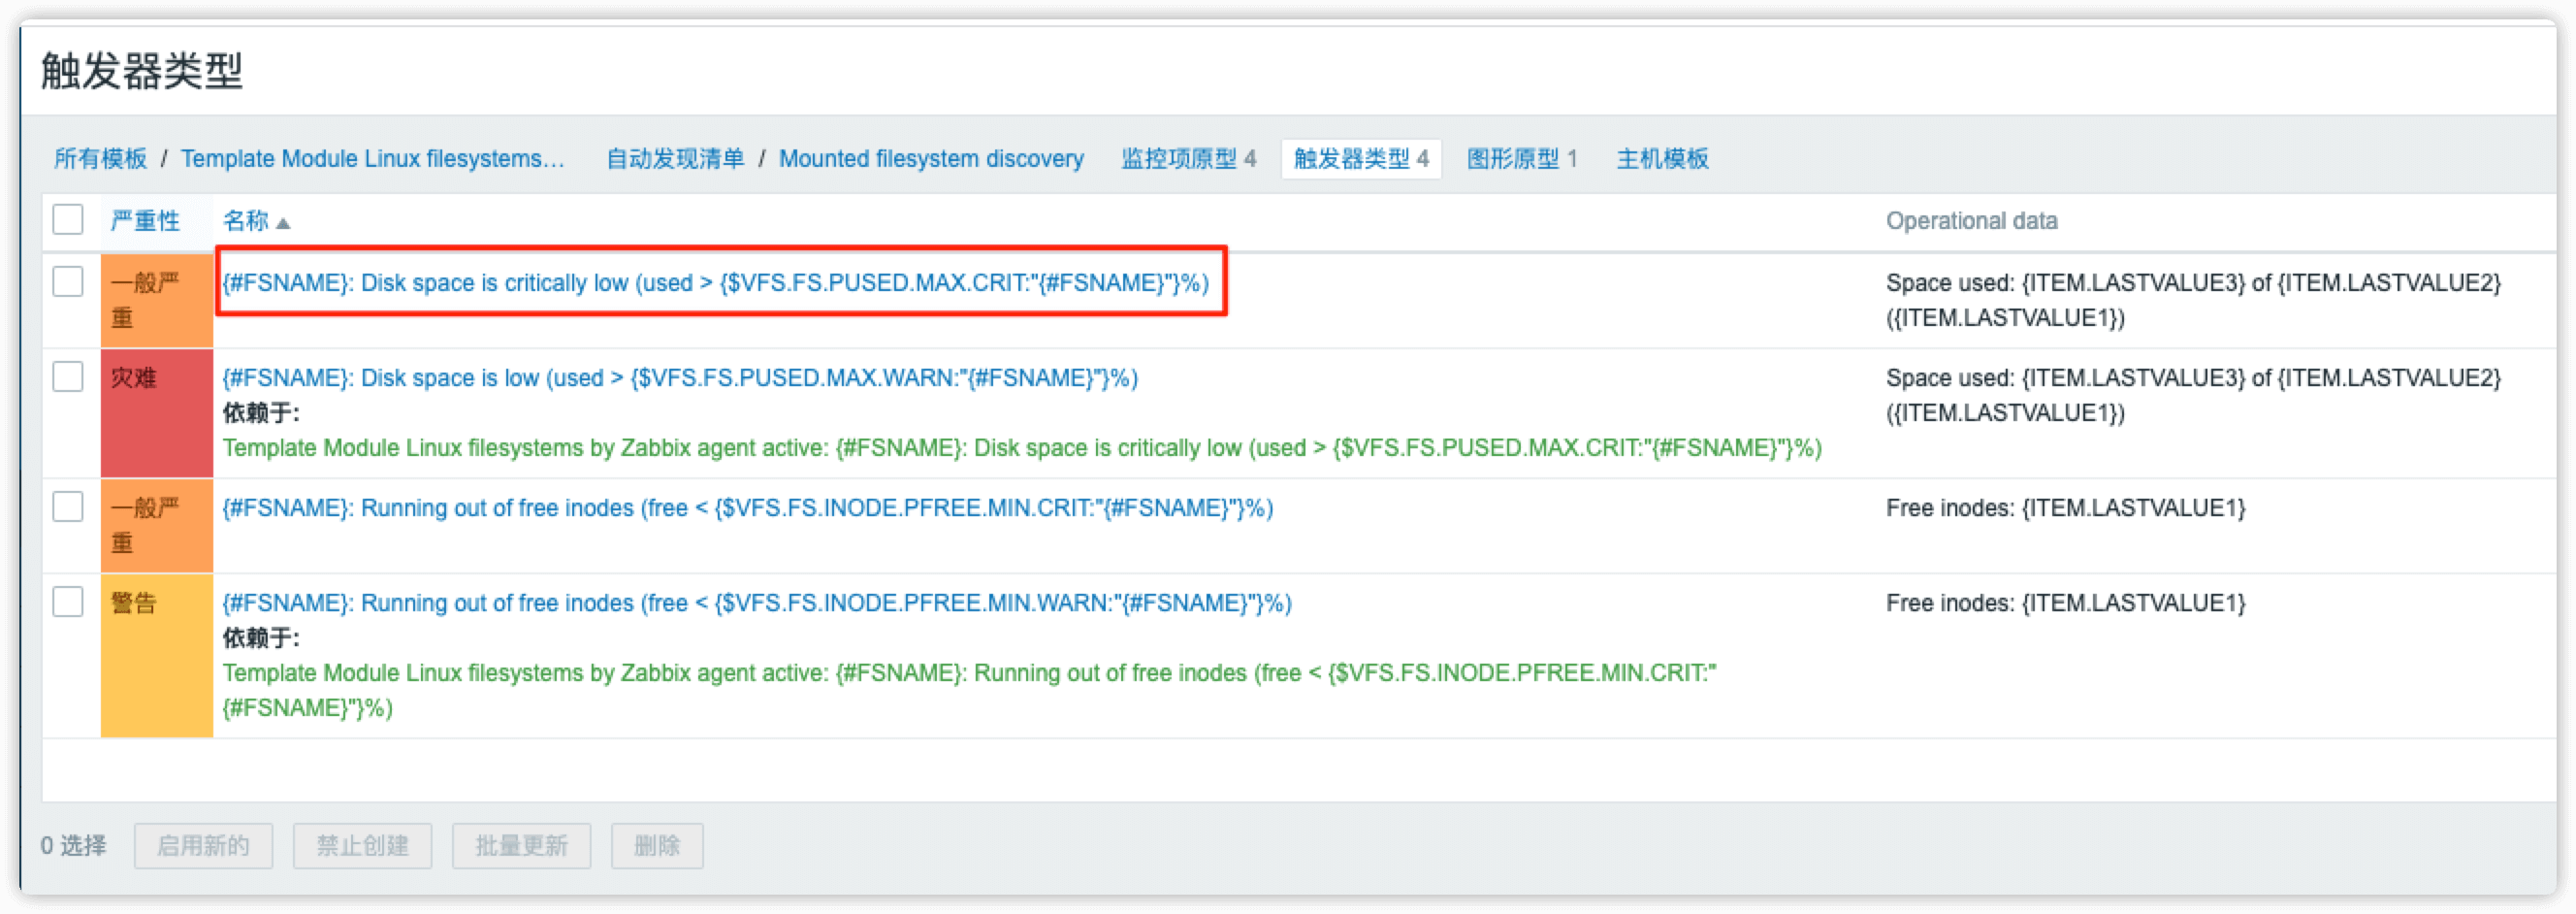 触发器类型
所有模板 / Template Module Linux filesystems… 自动发现清单 / Mounted filesystem discovery 监控项原型 4 触发器类型 4 图形原型 1 主机模板
严重性 名称 ▲ Operational data
一般严重 {#FSNAME}: Disk space is critically low (used > {$VFS.FS.PUSED.MAX.CRIT:"{#FSNAME}"}%) Space used: {ITEM.LASTVALUE3} of {ITEM.LASTVALUE2}
({ITEM.LASTVALUE1})
灾难 {#FSNAME}: Disk space is low (used > {$VFS.FS.PUSED.MAX.WARN:"{#FSNAME}"}%) Space used: {ITEM.LASTVALUE3} of {ITEM.LASTVALUE2}
依赖于: ({ITEM.LASTVALUE1})
Template Module Linux filesystems by Zabbix agent active: {#FSNAME}: Disk space is critically low (used > {$VFS.FS.PUSED.MAX.CRIT:"{#FSNAME}"}%)
一般严重 {#FSNAME}: Running out of free inodes (free < {$VFS.FS.INODE.PFREE.MIN.CRIT:"{#FSNAME}"}%) Free inodes: {ITEM.LASTVALUE1}
警告 {#FSNAME}: Running out of free inodes (free < {$VFS.FS.INODE.PFREE.MIN.WARN:"{#FSNAME}"}%) Free inodes: {ITEM.LASTVALUE1}
依赖于:
Template Module Linux filesystems by Zabbix agent active: {#FSNAME}: Running out of free inodes (free < {$VFS.FS.INODE.PFREE.MIN.CRIT:"
{#FSNAME}"}%)
0 选择 启用新的 禁止创建 批量更新 删除